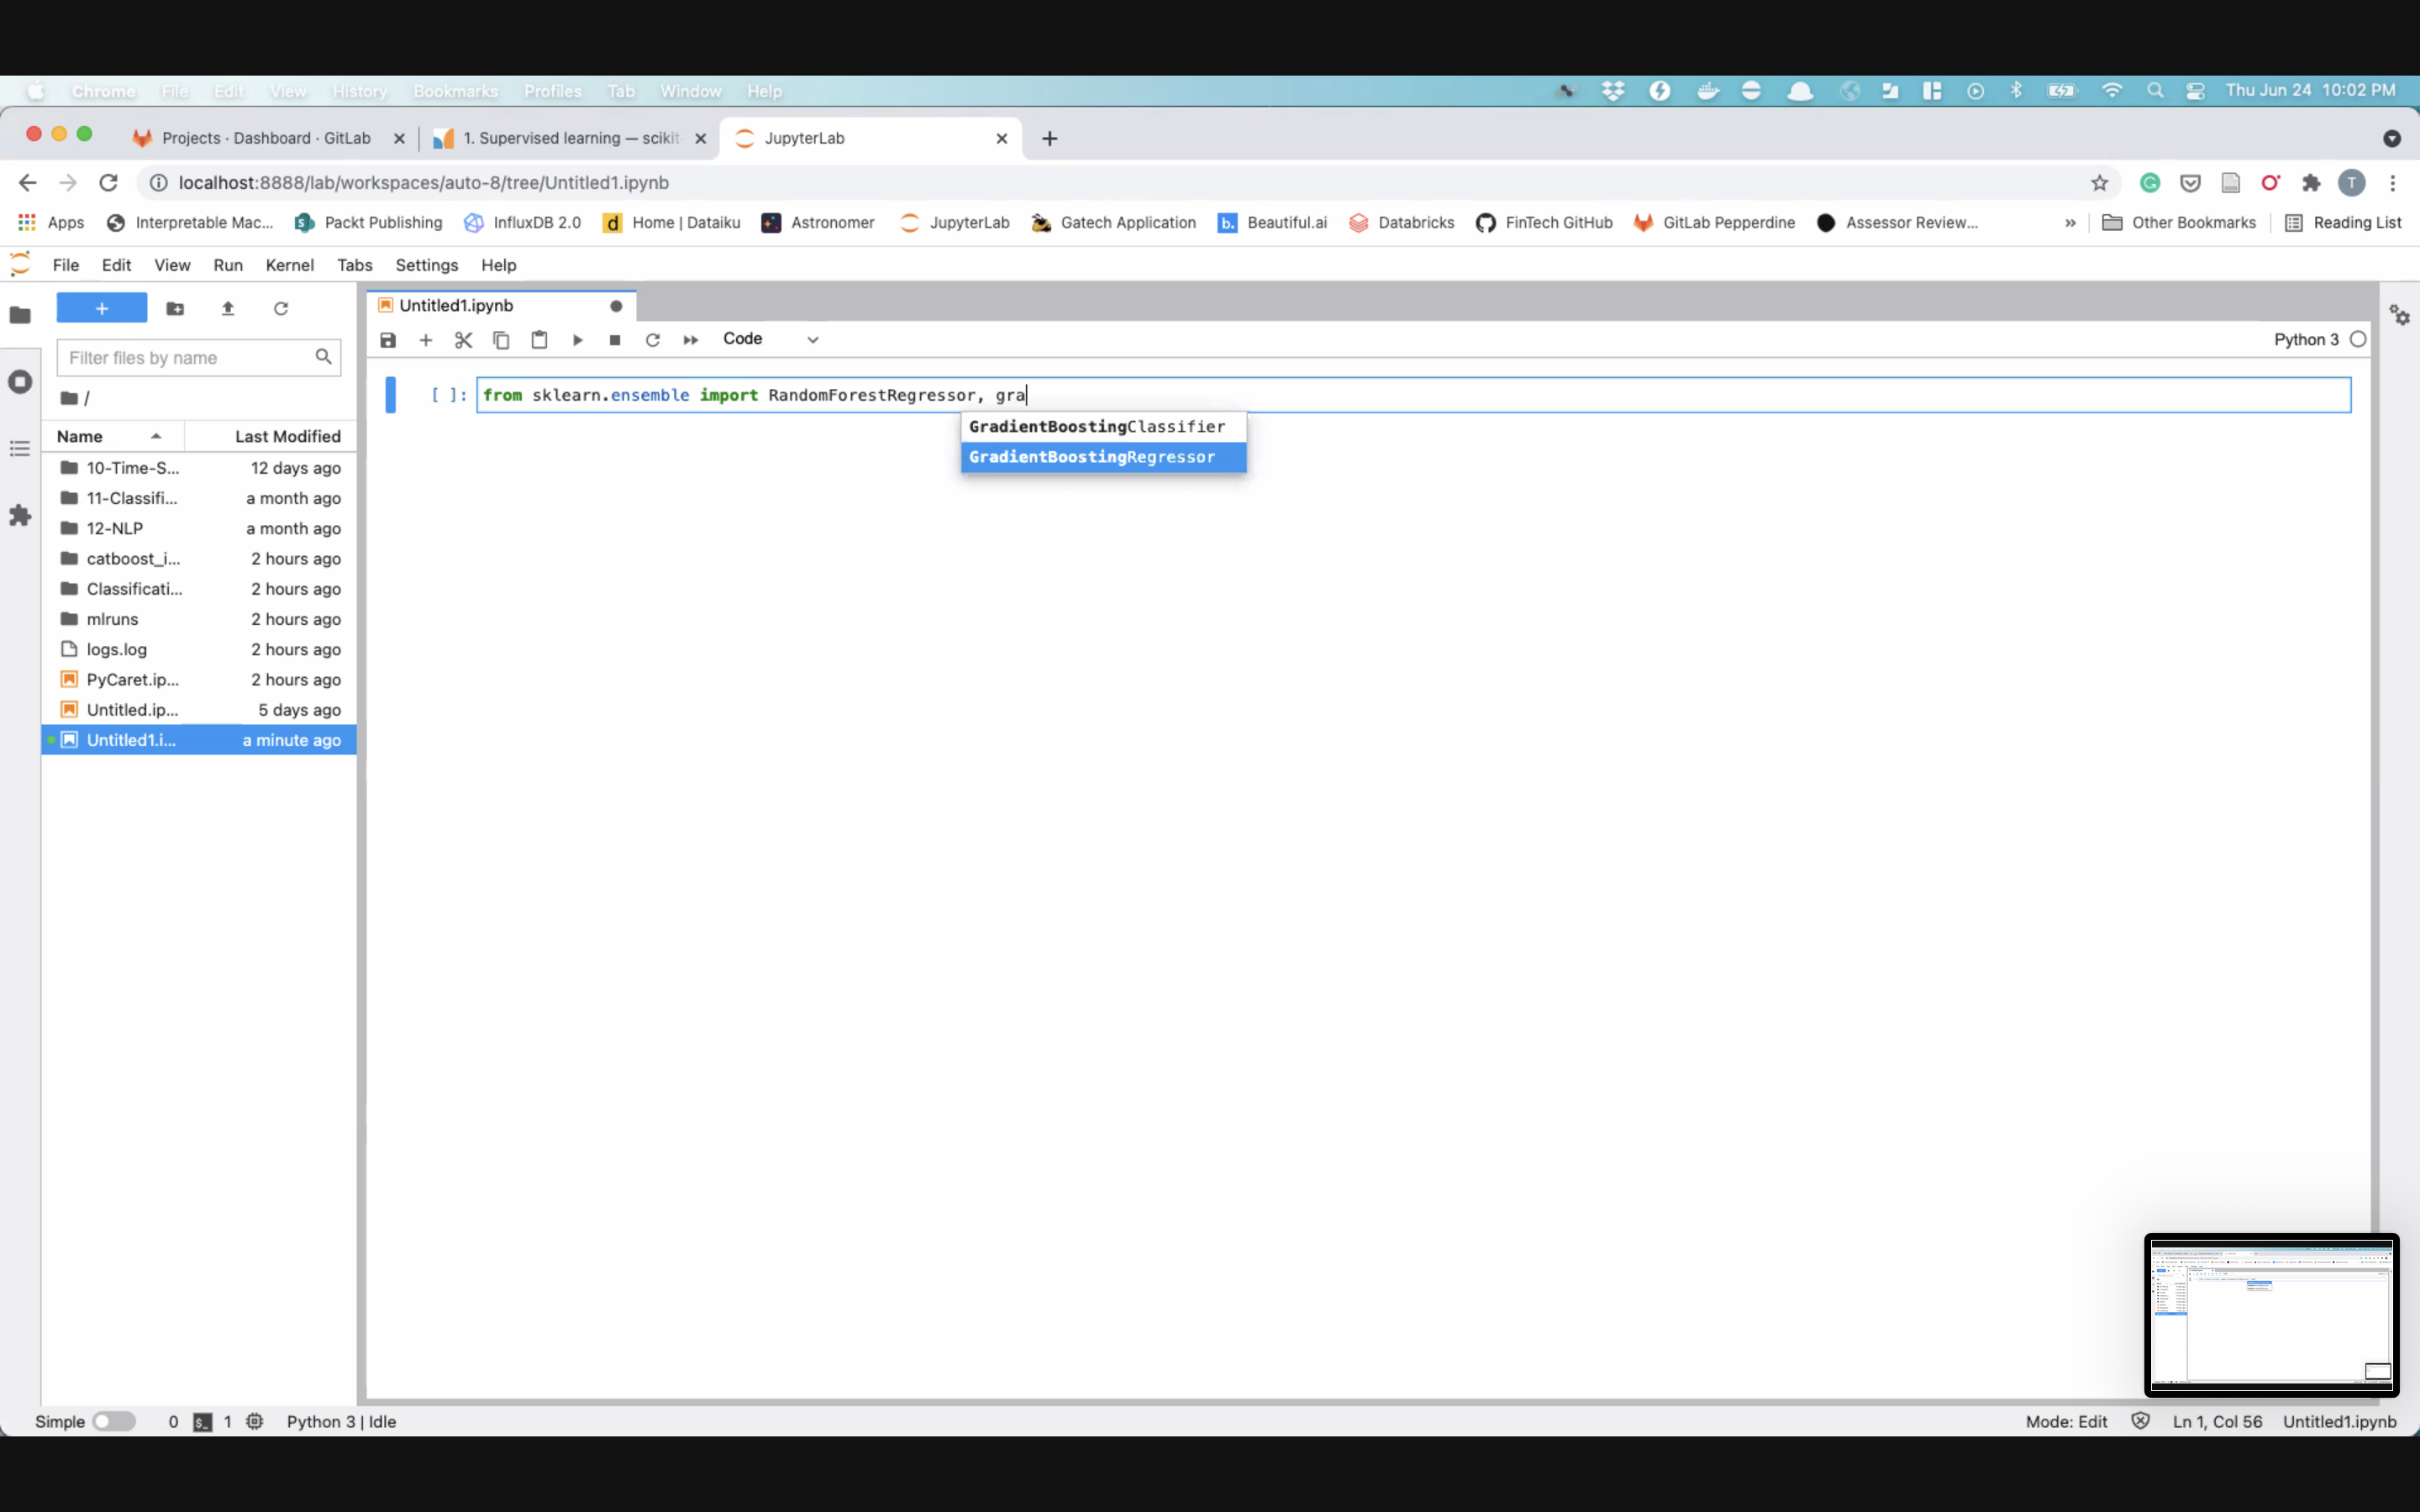 Chrome File Edit View History Bookmarks Profiles Tab Window Help Thu Jun 24 10:02 PM
Projects · Dashboard · GitLab 1. Supervised learning — scikit JupyterLab
localhost:8888/lab/workspaces/auto-8/tree/Untitled1.ipynb T
Apps Interpretable Mac... Packt Publishing InfluxDB 2.0 Home | Dataiku Astronomer JupyterLab Gatech Application Beautiful.ai Databricks FinTech GitHub GitLab Pepperdine Assessor Review... » Other Bookmarks Reading List
File Edit View Run Kernel Tabs Settings Help
Untitled1.ipynb
Filter files by name
Code Python 3
/
[ ]: from sklearn.ensemble import RandomForestRegressor, gra
GradientBoostingClassifier
GradientBoostingRegressor
Name Last Modified
10-Time-S... 12 days ago
11-Classifi... a month ago
12-NLP a month ago
catboost_i... 2 hours ago
Classificati... 2 hours ago
mlruns 2 hours ago
logs.log 2 hours ago
PyCaret.ip... 2 hours ago
Untitled.ip... 5 days ago
Untitled1.i... a minute ago
Simple 0 $_ 1 Python 3 | Idle Mode: Edit Ln 1, Col 56 Untitled1.ipynb